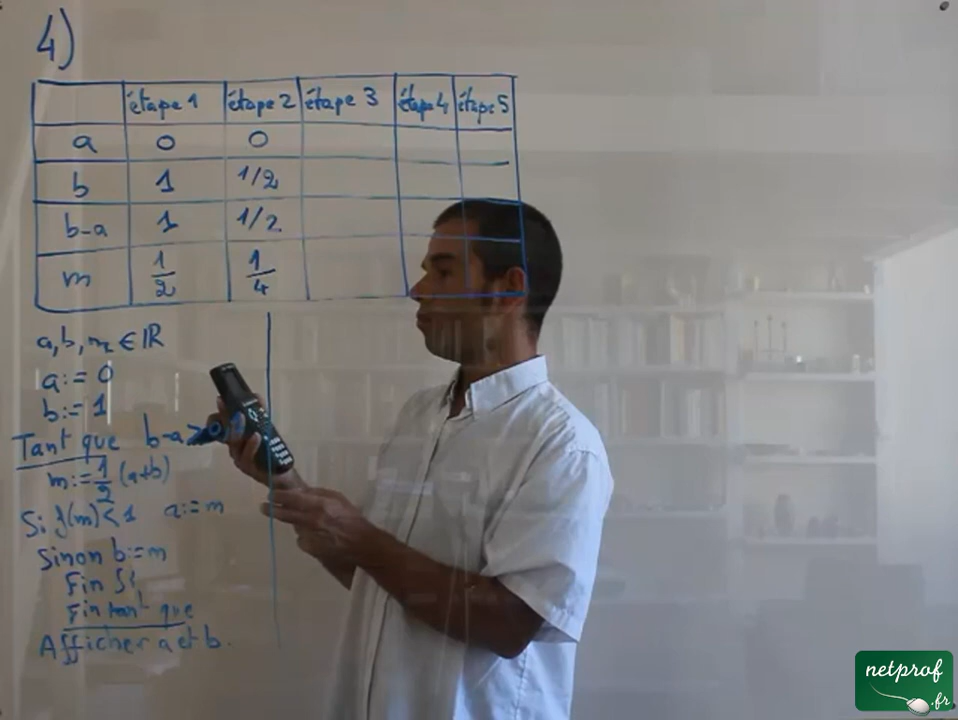 4)
étape 1 étape 2 étape 3 étape 4 étape 5
a 0 0
b 1 1/2
b-a 1 1/2
m 1/2 1/4
a, b, m ∈ ℝ
a := 0
b := 1
Tant que b-a >
m := 1/2 (a+b)
Si f(m) < 1 a := m
Sinon b := m
Fin Si
Fin tant que
Afficher a et b.
netprof
.fr